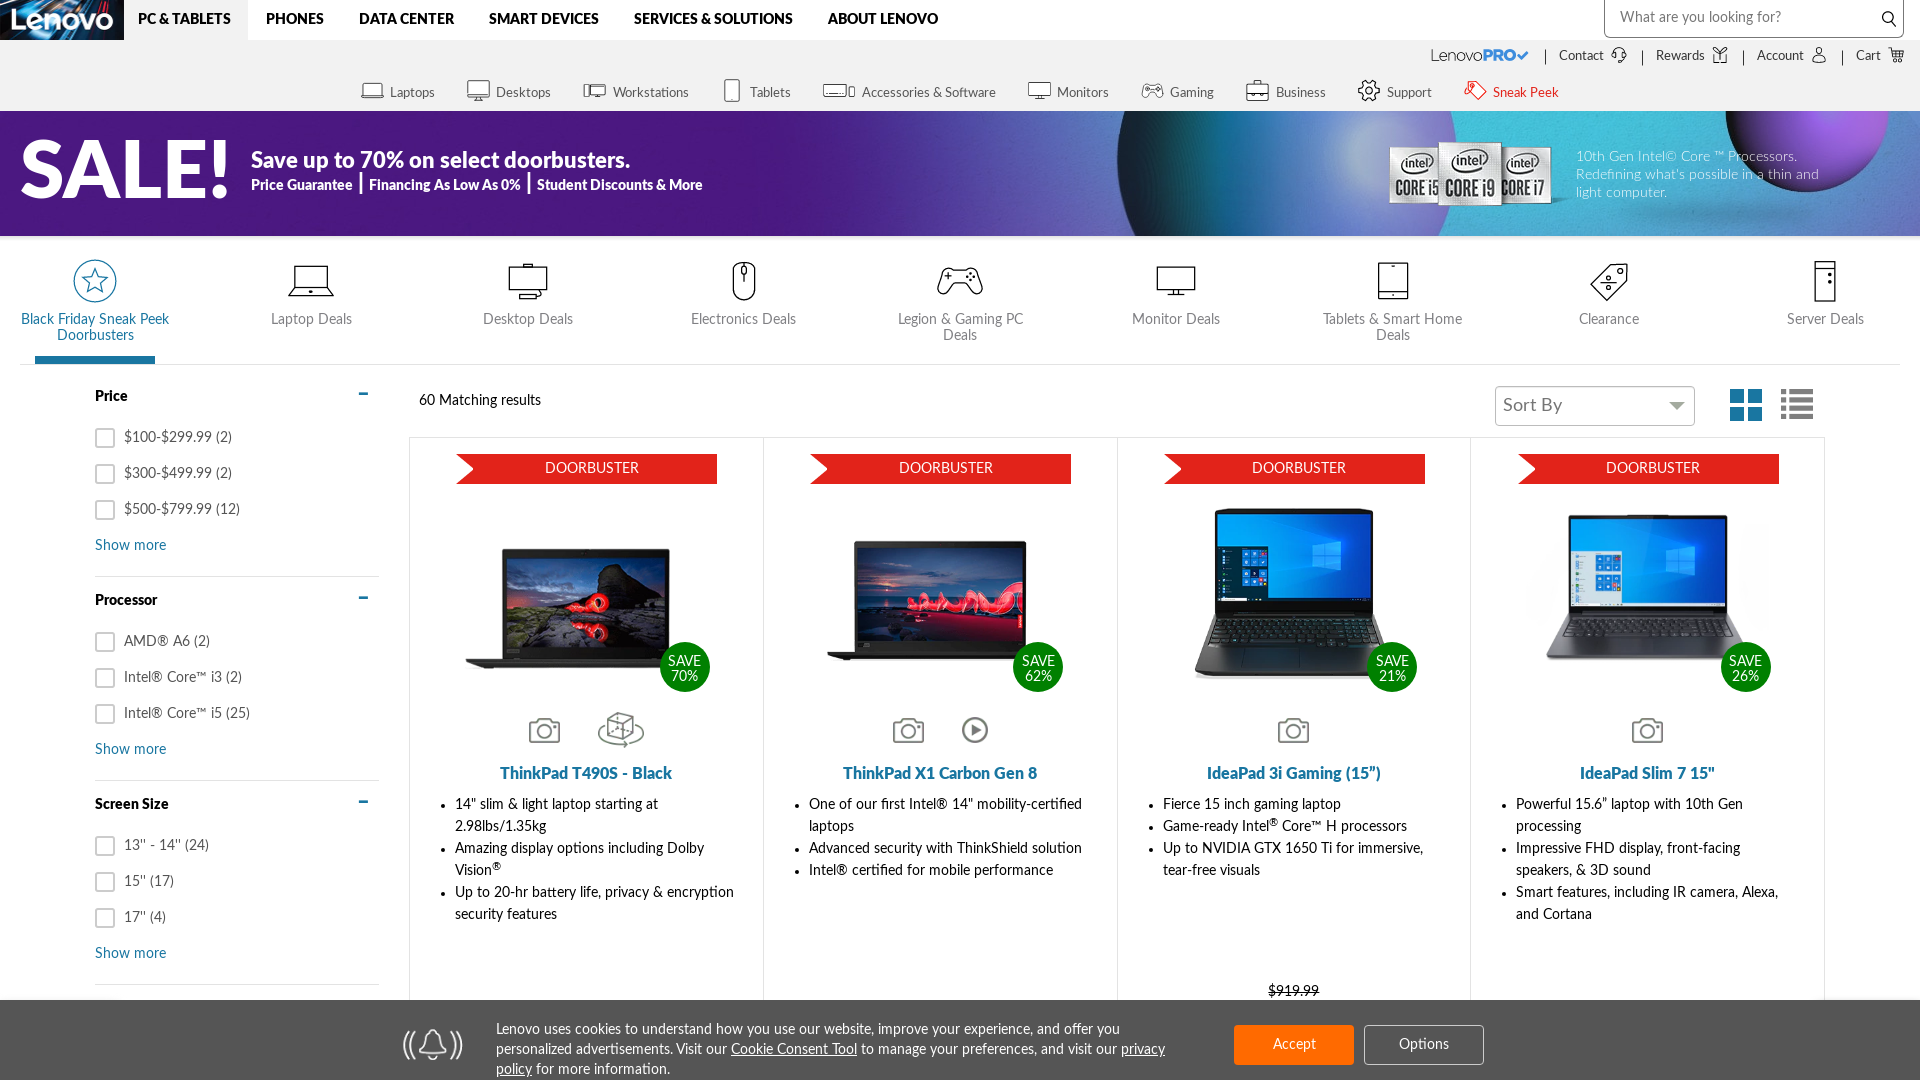 Lenovo
PC & TABLETS
PHONES
DATA CENTER
SMART DEVICES
SERVICES & SOLUTIONS
ABOUT LENOVO
What are you looking for?
LenovoPRO
Contact
Rewards
Account
Cart
Laptops
Desktops
Workstations
Tablets
Accessories & Software
Monitors
Gaming
Business
Support
Sneak Peek
SALE!
Save up to 70% on select doorbusters.
Price Guarantee | Financing As Low As 0% | Student Discounts & More
intel CORE i5
intel CORE i9
intel CORE i7
10th Gen Intel© Core ™ Processors.
Redefining what's possible in a thin and
light computer.
Black Friday Sneak Peek
Doorbusters
Laptop Deals
Desktop Deals
Electronics Deals
Legion & Gaming PC
Deals
Monitor Deals
Tablets & Smart Home
Deals
Clearance
Server Deals
Price
$100-$299.99 (2)
$300-$499.99 (2)
$500-$799.99 (12)
Show more
Processor
AMD® A6 (2)
Intel® Core™ i3 (2)
Intel® Core™ i5 (25)
Show more
Screen Size
13'' - 14'' (24)
15'' (17)
17'' (4)
Show more
60 Matching results
Sort By
DOORBUSTER
SAVE
70%
ThinkPad T490S - Black
14" slim & light laptop starting at
2.98lbs/1.35kg
Amazing display options including Dolby
Vision®
Up to 20-hr battery life, privacy & encryption
security features
DOORBUSTER
SAVE
62%
ThinkPad X1 Carbon Gen 8
One of our first Intel® 14" mobility-certified
laptops
Advanced security with ThinkShield solution
Intel® certified for mobile performance
DOORBUSTER
SAVE
21%
IdeaPad 3i Gaming (15”)
Fierce 15 inch gaming laptop
Game-ready Intel® Core™ H processors
Up to NVIDIA GTX 1650 Ti for immersive,
tear-free visuals
$919.99
DOORBUSTER
SAVE
26%
IdeaPad Slim 7 15"
Powerful 15.6” laptop with 10th Gen
processing
Impressive FHD display, front-facing
speakers, & 3D sound
Smart features, including IR camera, Alexa,
and Cortana
Lenovo uses cookies to understand how you use our website, improve your experience, and offer you
personalized advertisements. Visit our Cookie Consent Tool to manage your preferences, and visit our privacy
policy for more information.
Accept
Options